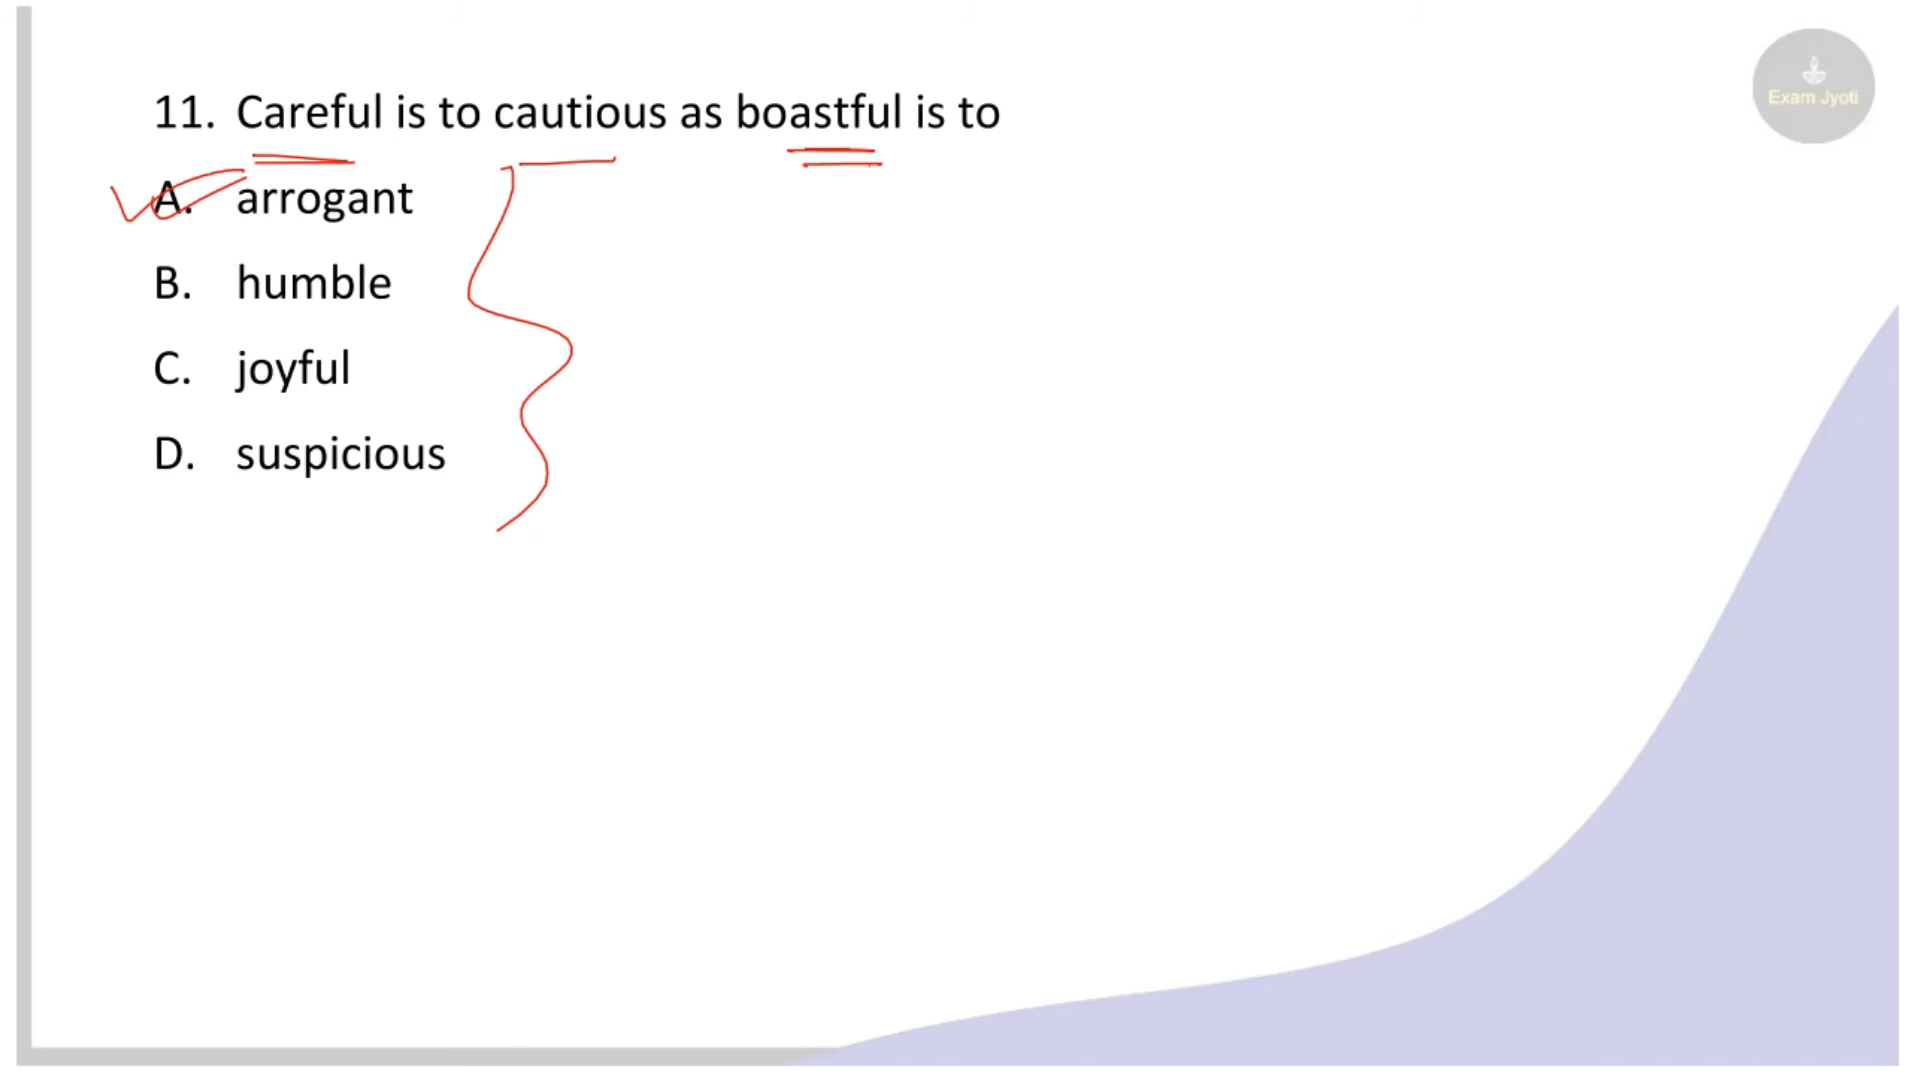 11. Careful is to cautious as boastful is to
A. arrogant
B. humble
C. joyful
D. suspicious
Exam Jyoti